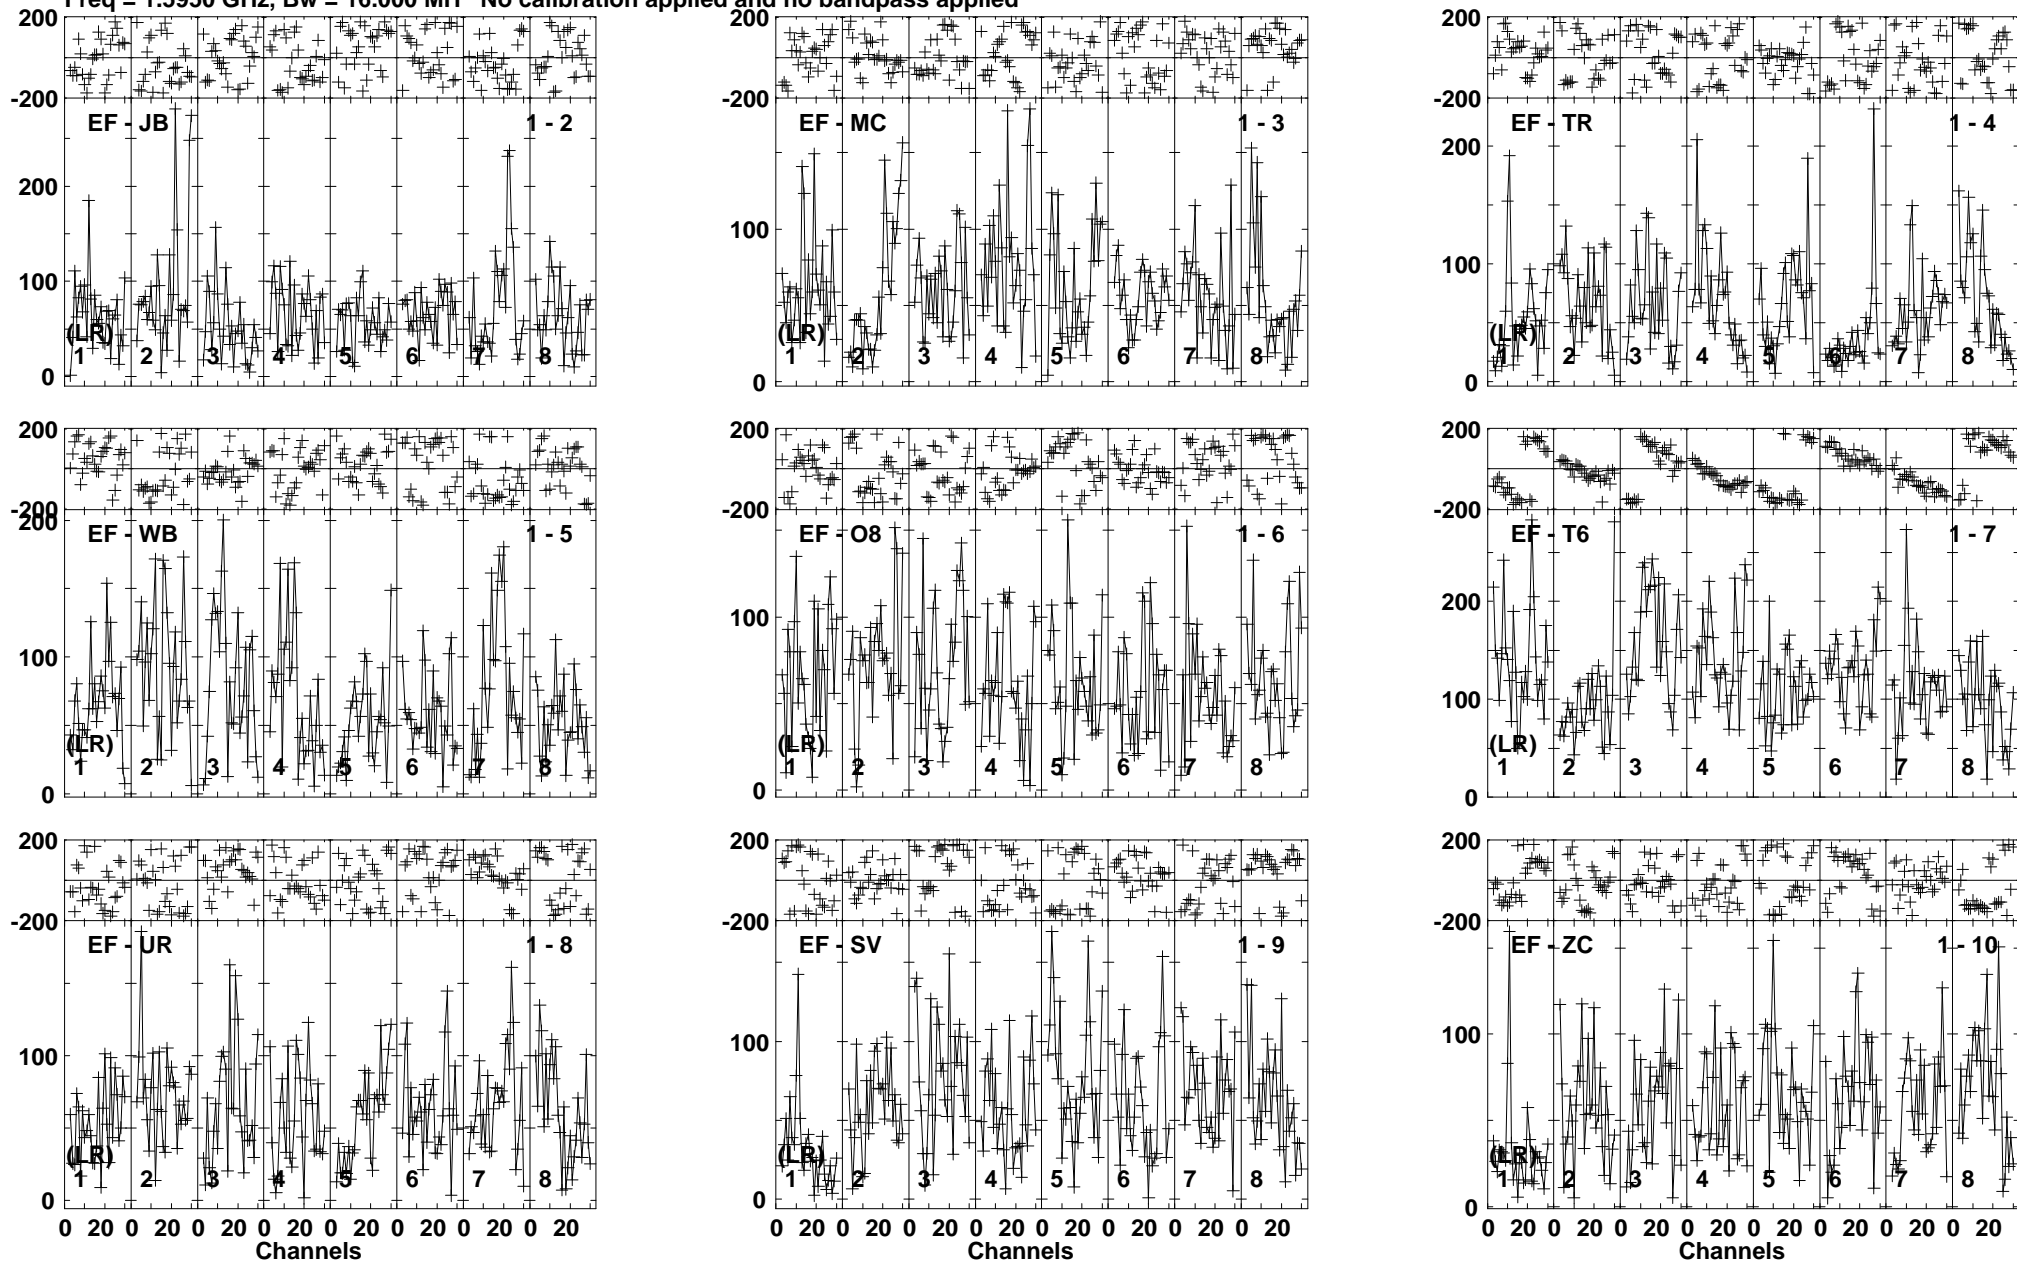 Freq = 1.5950 GHz, Bw = 16.000 MH No calibration applied and no bandpass applied
200 200 200
-200 -200 -200
EF - JB 1 - 2 EF - MC 1 - 3 EF - TR 1 - 4
200 200
100 100 100
(LR) (LR) (LR)
1 2 3 4 5 6 7 8 1 2 3 4 5 6 7 8 1 2 3 4 5 6 7 8
0 0 0
200 200 200
-200 -200 -200
200
EF - WB 1 - 5 EF - O8 1 - 6 EF - T6 1 - 7
200
100 100 100
(LR) (LR) (LR)
1 2 3 4 5 6 7 8 1 2 3 4 5 6 7 8 1 2 3 4 5 6 7 8
0 0 0
200 200 200
-200 -200 -200
EF - UR 1 - 8 EF - SV 1 - 9 EF - ZC 1 - 10
100 100 100
(LR) (LR) (LR)
1 2 3 4 5 6 7 8 1 2 3 4 5 6 7 8 1 2 3 4 5 6 7 8
0 0 0
0 20 0 20 0 20 0 20 0 20 0 20 0 20 0 20 0 20 0 20 0 20 0 20 0 20 0 20 0 20 0 20 0 20 0 20 0 20 0 20 0 20 0 20 0 20 0 20
Channels Channels Channels